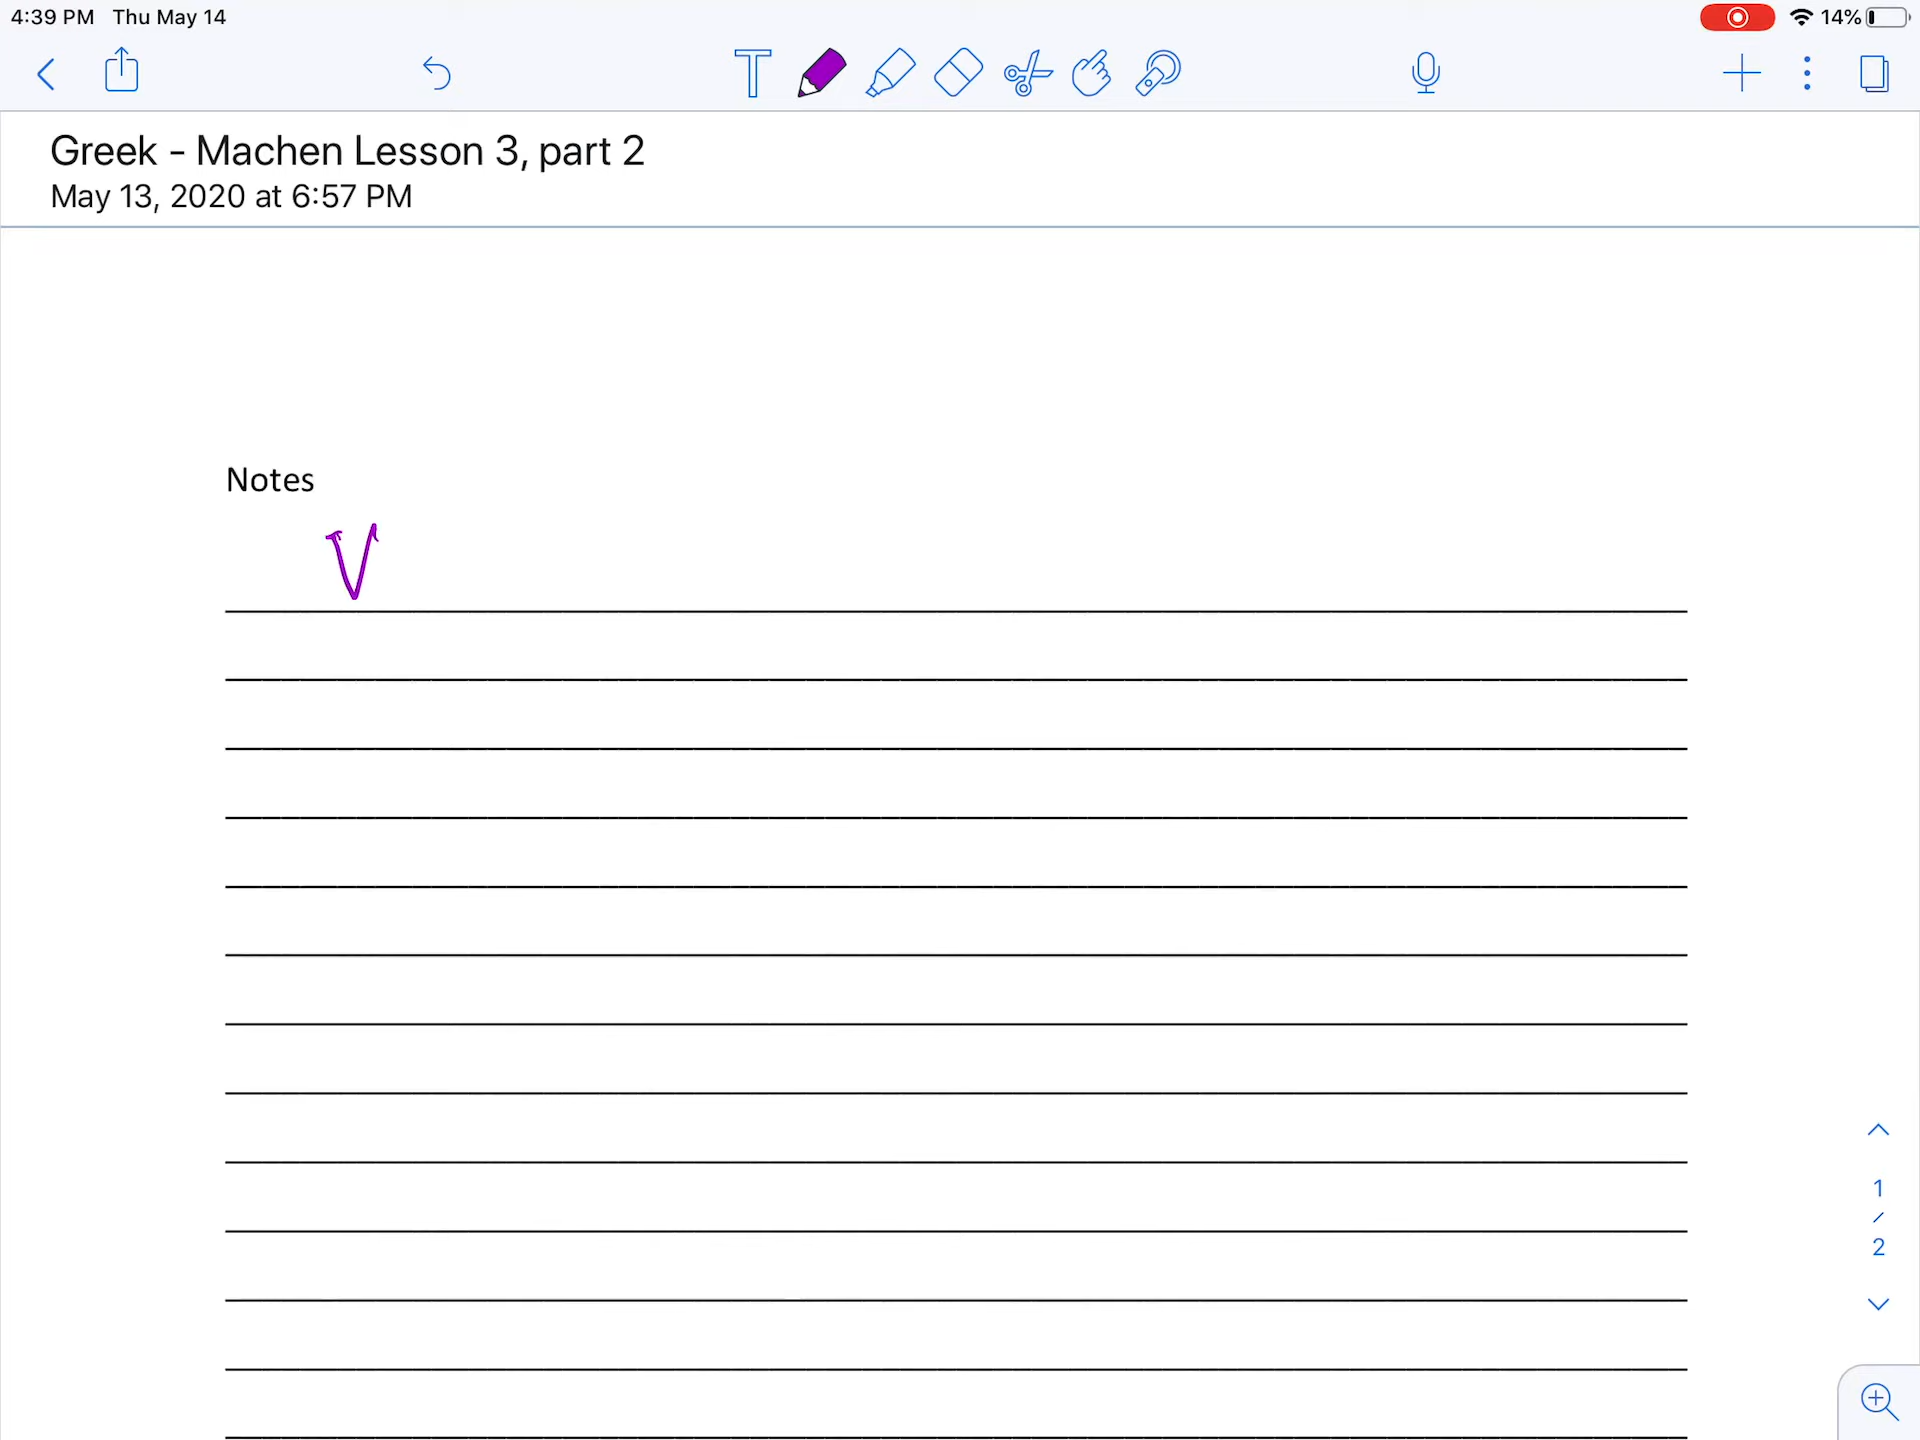 4:39 PM Thu May 14
14%
T
Greek - Machen Lesson 3, part 2
May 13, 2020 at 6:57 PM
Notes
V
1
/
2